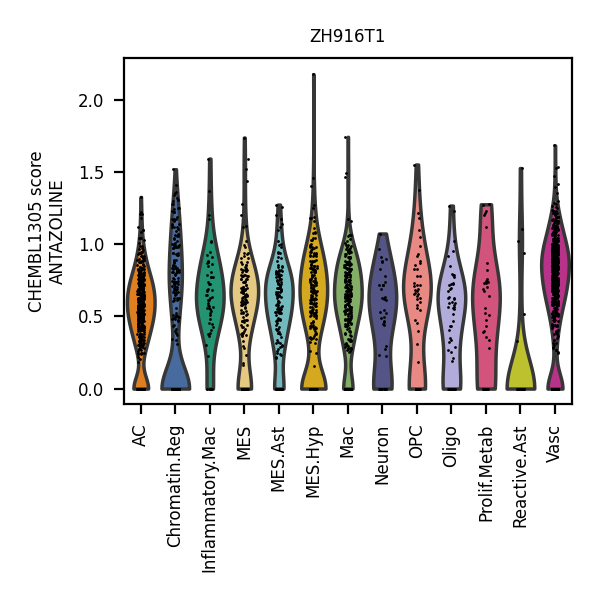 ZH916T1
CHEMBL1305 score
ANTAZOLINE
2.0
1.5
1.0
0.5
0.0
AC
Chromatin.Reg
Inflammatory.Mac
MES
MES.Ast
MES.Hyp
Mac
Neuron
OPC
Oligo
Prolif.Metab
Reactive.Ast
Vasc